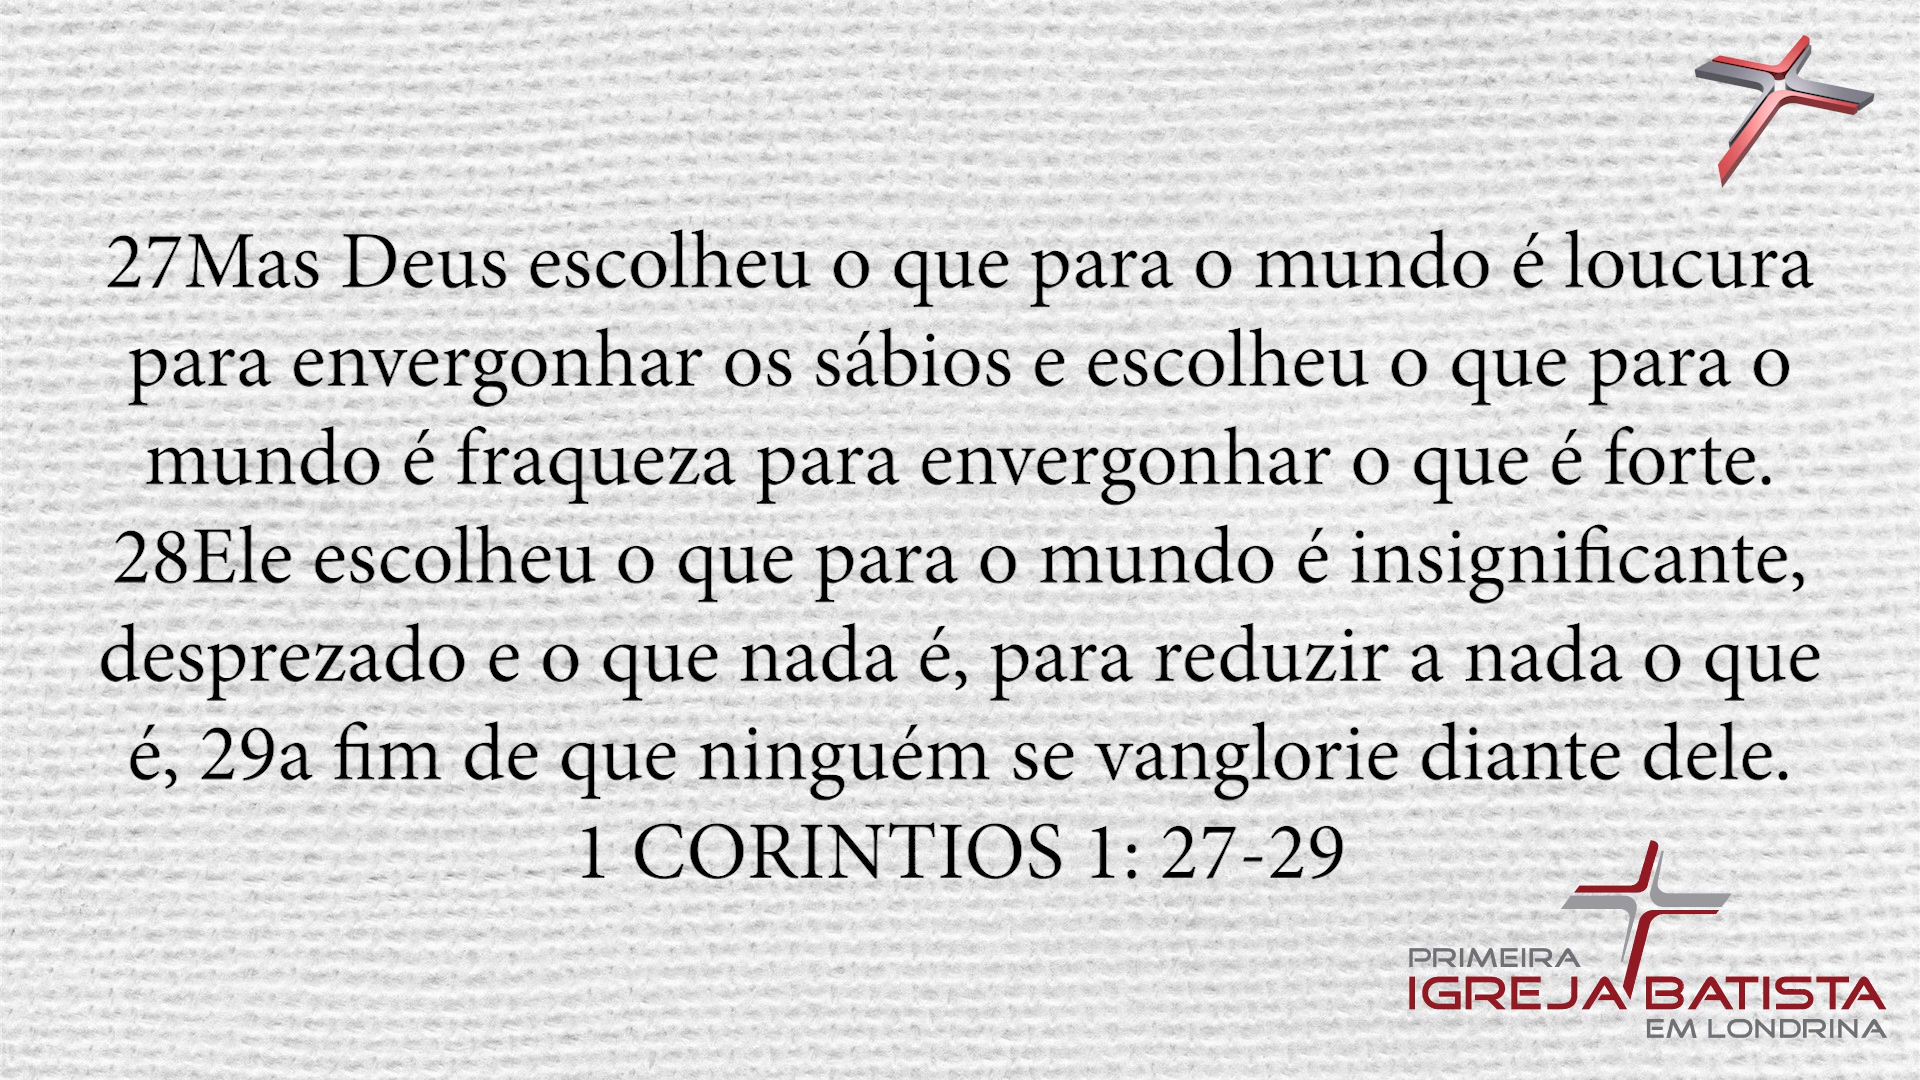 27Mas Deus escolheu o que para o mundo é loucura
para envergonhar os sábios e escolheu o que para o
mundo é fraqueza para envergonhar o que é forte.
28Ele escolheu o que para o mundo é insignificante,
desprezado e o que nada é, para reduzir a nada o que
é, 29a fim de que ninguém se vanglorie diante dele.
1 CORINTIOS 1: 27-29
PRIMEIRA
IGREJA BATISTA
EM LONDRINA